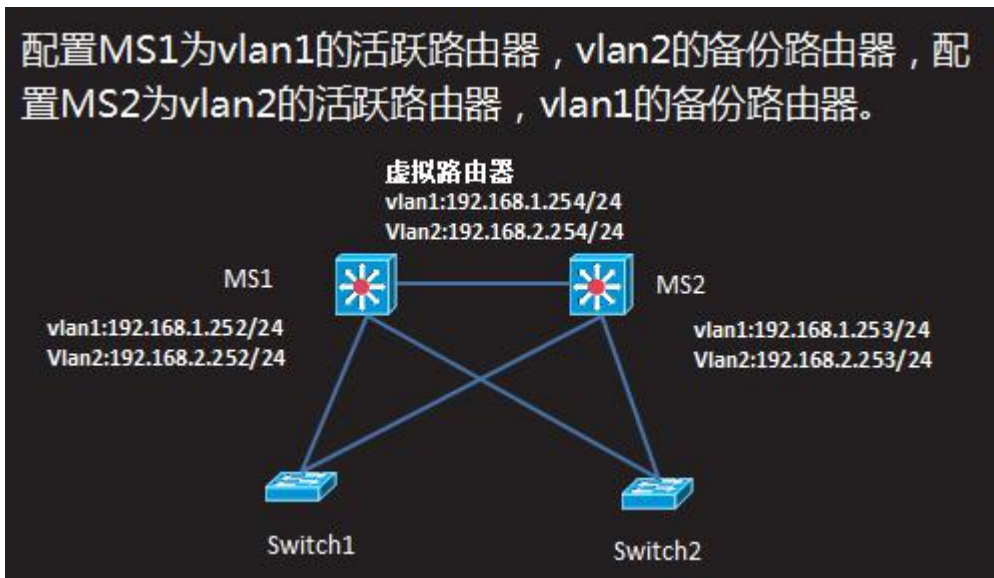 配置MS1为vlan1的活跃路由器，vlan2的备份路由器，配
置MS2为vlan2的活跃路由器，vlan1的备份路由器。
虚拟路由器
vlan1:192.168.1.254/24
Vlan2:192.168.2.254/24
MS1
MS2
vlan1:192.168.1.252/24
Vlan2:192.168.2.252/24
vlan1:192.168.1.253/24
Vlan2:192.168.2.253/24
Switch1
Switch2